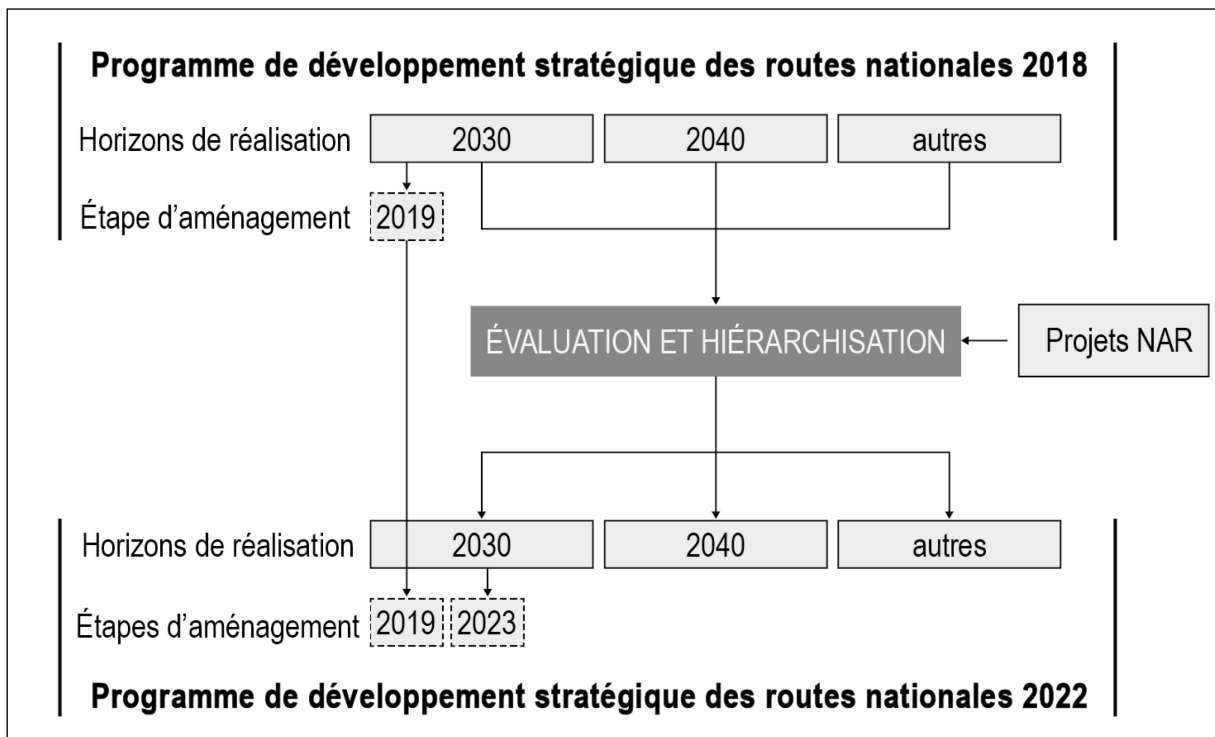 Programme de développement stratégique des routes nationales 2018
Horizons de réalisation 2030 2040 autres
Étape d’aménagement 2019
ÉVALUATION ET HIÉRARCHISATION Projets NAR
Horizons de réalisation 2030 2040 autres
Étapes d’aménagement 2019 2023
Programme de développement stratégique des routes nationales 2022